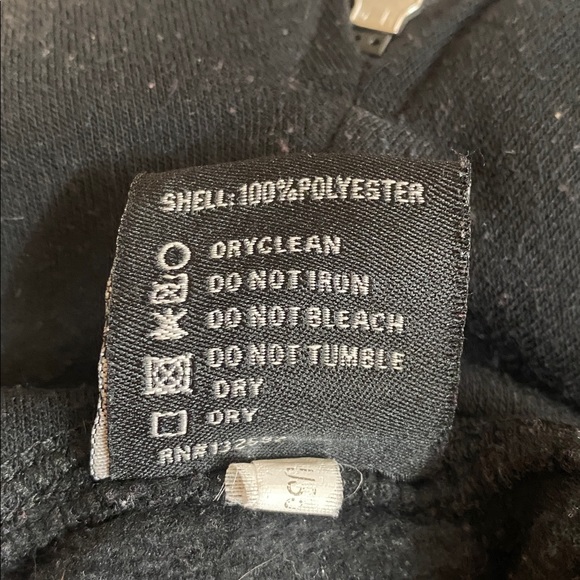 SHELL: 100% POLYESTER
DRYCLEAN
DO NOT IRON
DO NOT BLEACH
DO NOT TUMBLE
DRY
DRY